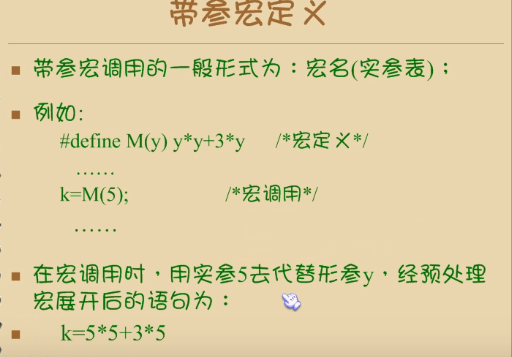 带参宏定义
带参宏调用的一般形式为：宏名(实参表)；
例如:
#define M(y) y*y+3*y /*宏定义*/
……
k=M(5); /*宏调用*/
……
在宏调用时，用实参5去代替形参y，经预处理
宏展开后的语句为：
k=5*5+3*5